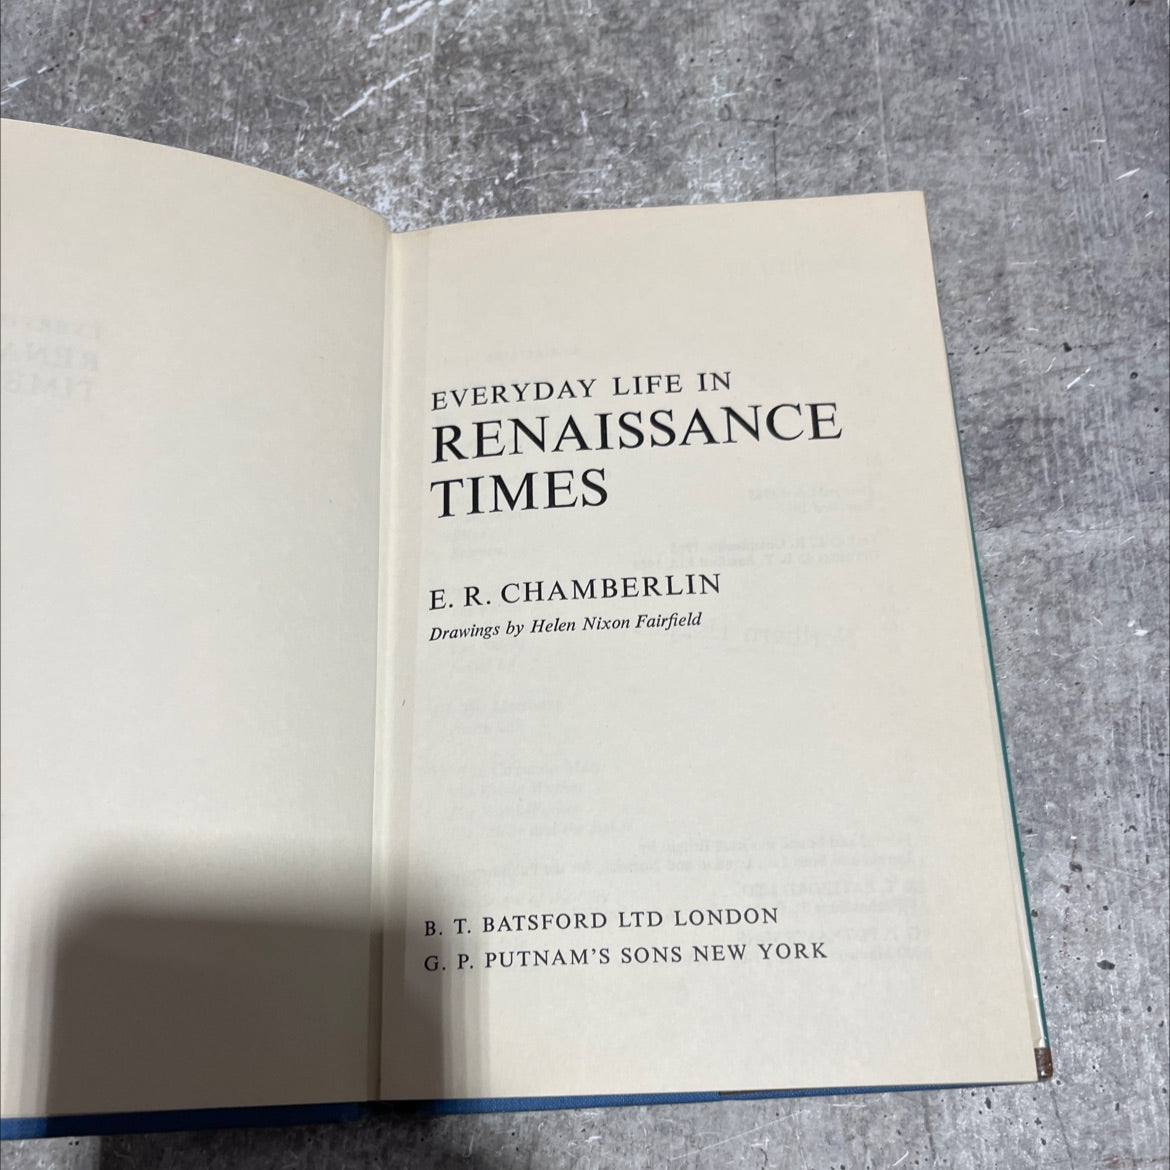 EVERYDAY LIFE IN
RENAISSANCE
TIMES
E. R. CHAMBERLIN
Drawings by Helen Nixon Fairfield
B. T. BATSFORD LTD LONDON
G. P. PUTNAM'S SONS NEW YORK